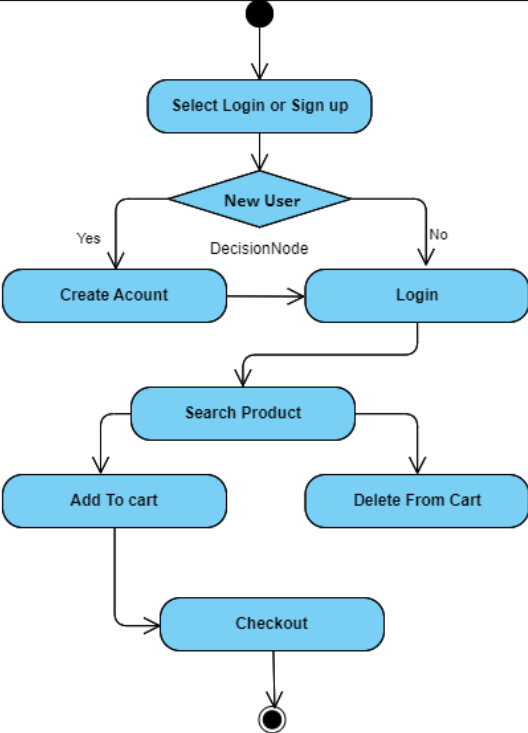 Select Login or Sign up
New User
Yes
No
DecisionNode
Create Acount
Login
Search Product
Add To cart
Delete From Cart
Checkout